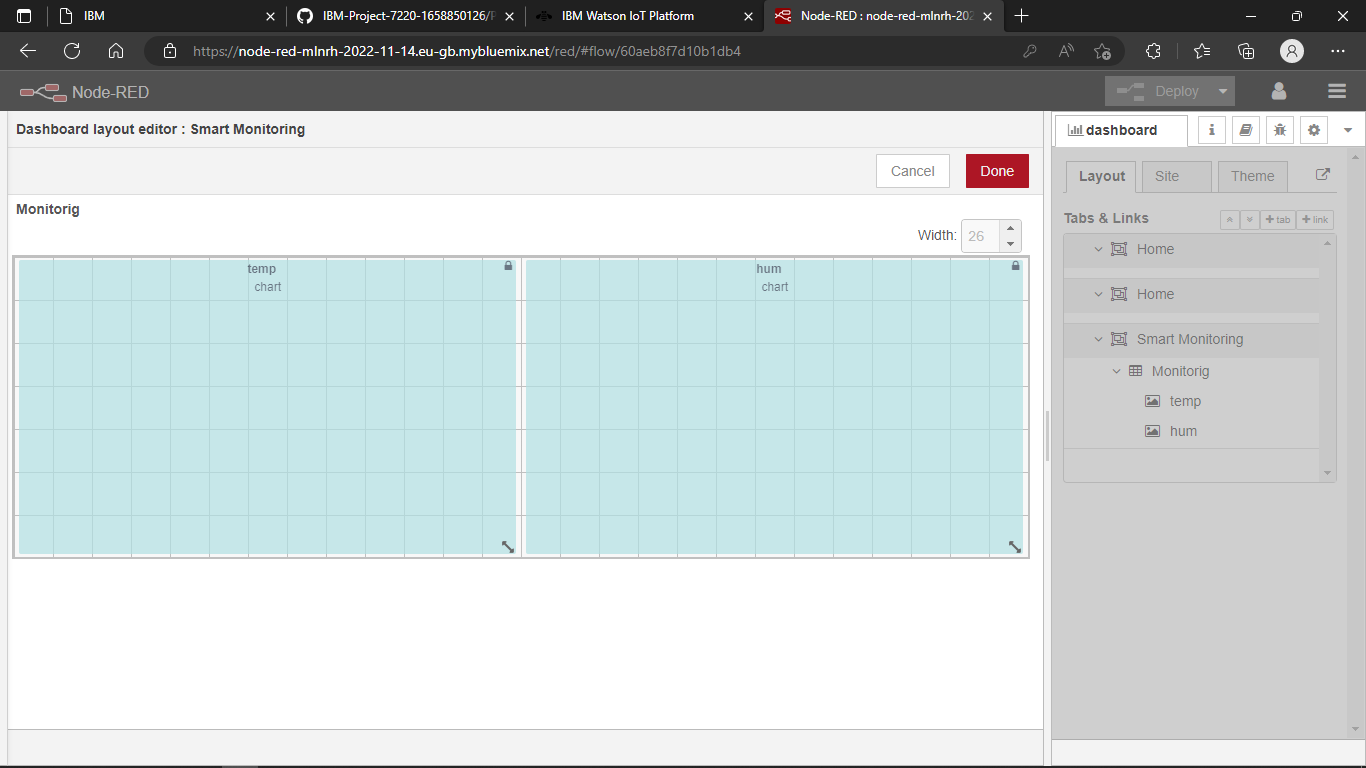 IBM
IBM-Project-7220-1658850126/P
IBM Watson IoT Platform
Node-RED : node-red-mlnrh-202
https://node-red-mlnrh-2022-11-14.eu-gb.mybluemix.net/red/#flow/60aeb8f7d10b1db4
Node-RED
Deploy
Dashboard layout editor : Smart Monitoring
dashboard
Cancel
Done
Layout
Site
Theme
Monitorig
Width: 26
Tabs & Links
tab
link
temp
chart
hum
chart
Home
Home
Smart Monitoring
Monitorig
temp
hum